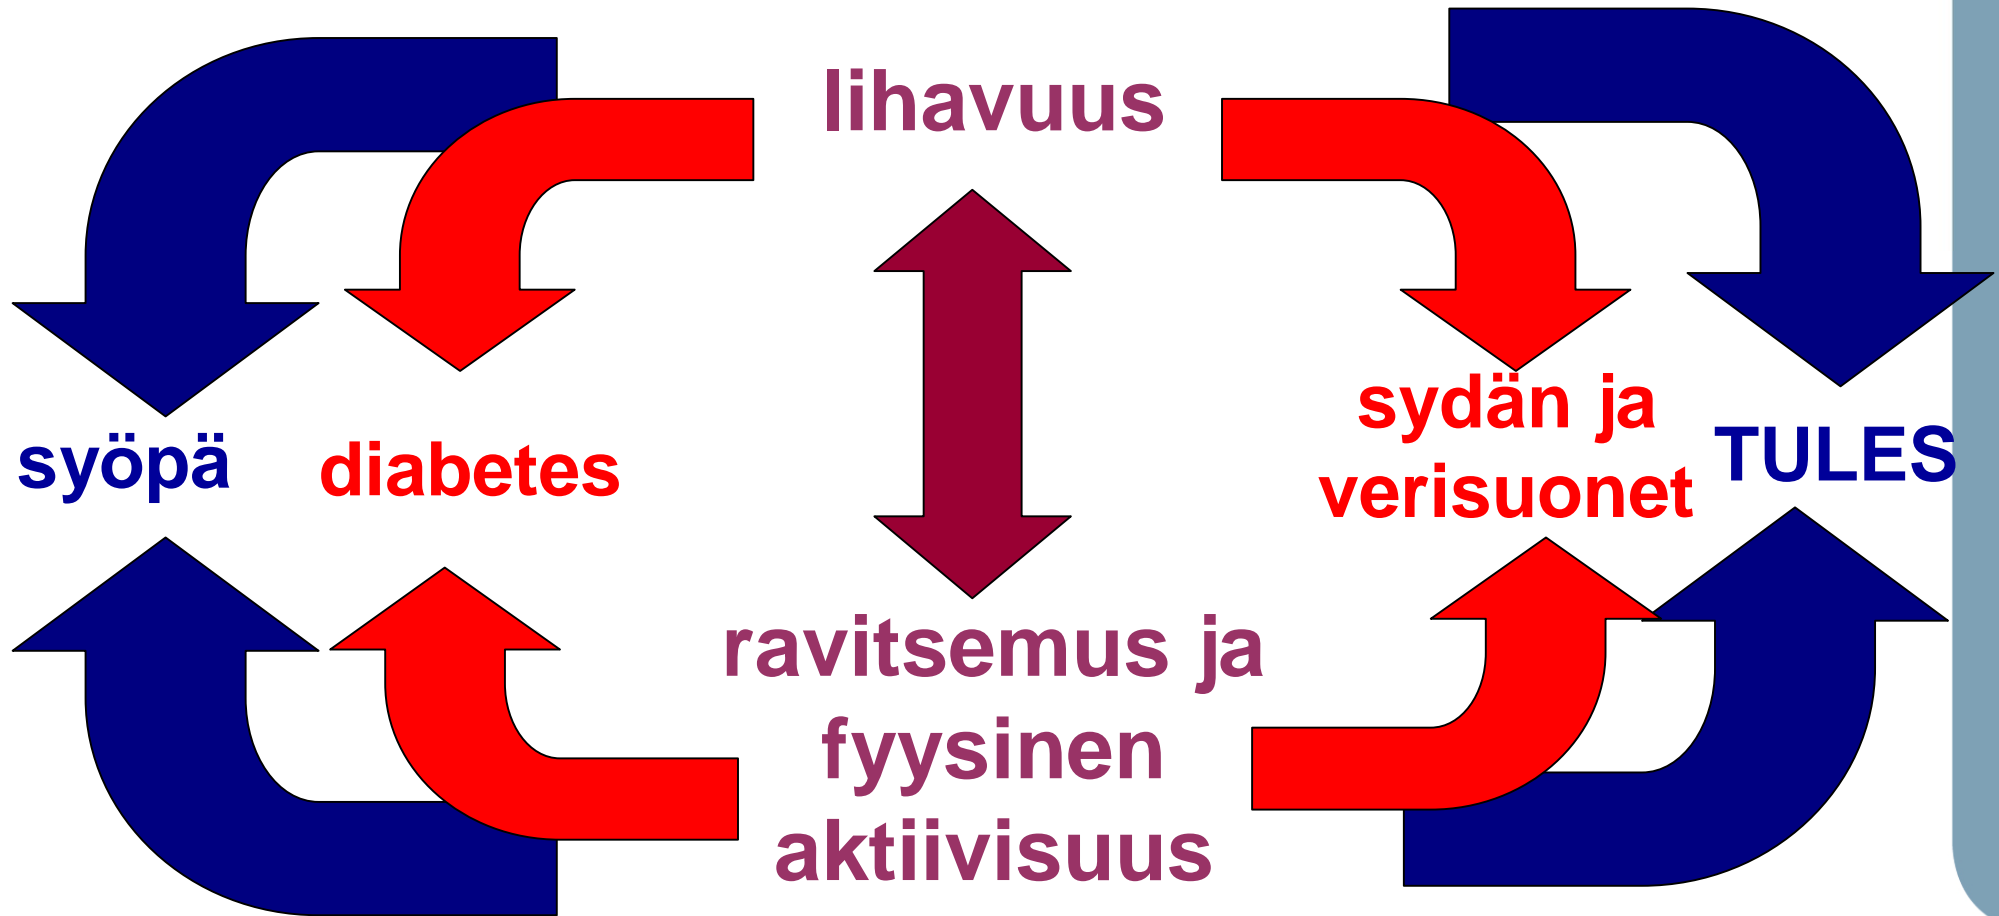 lihavuus
syöpä
diabetes
sydän ja
verisuonet
TULES
ravitsemus ja
fyysinen
aktiivisuus